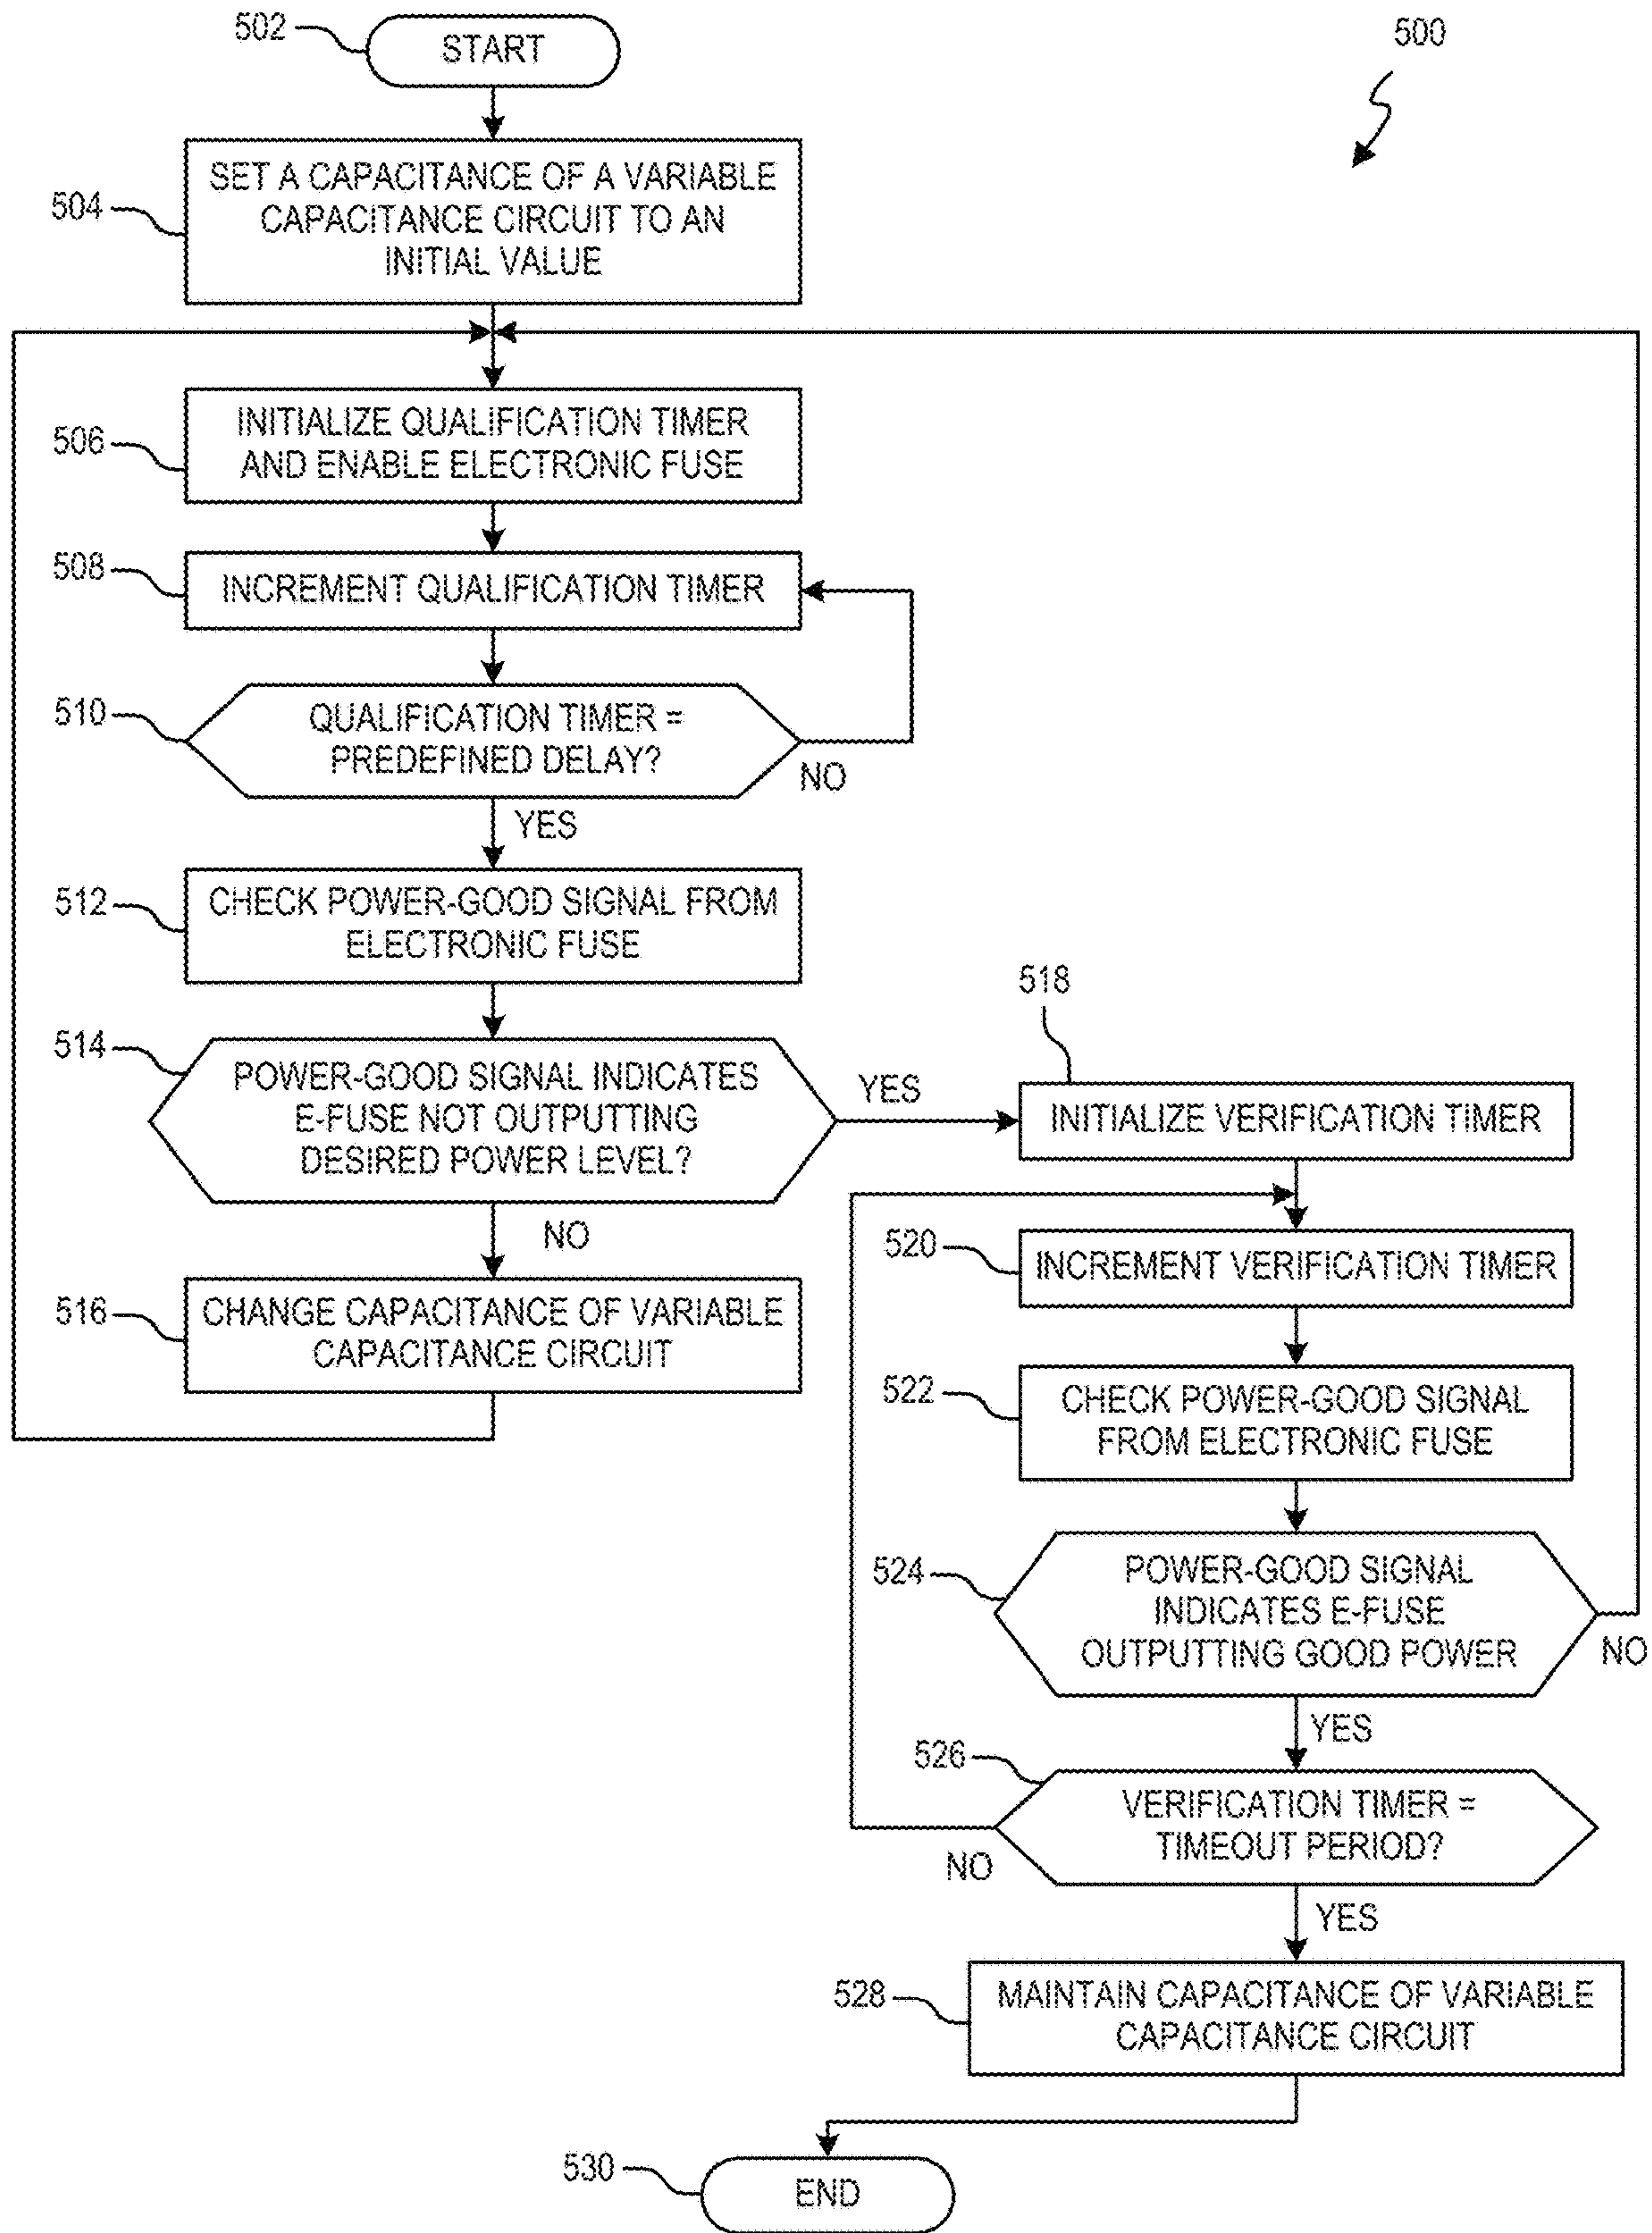 500
502
START
504
SET A CAPACITANCE OF A VARIABLE
CAPACITANCE CIRCUIT TO AN
INITIAL VALUE
506
INITIALIZE QUALIFICATION TIMER
AND ENABLE ELECTRONIC FUSE
508
INCREMENT QUALIFICATION TIMER
510
QUALIFICATION TIMER =
PREDEFINED DELAY?
NO
YES
512
CHECK POWER-GOOD SIGNAL FROM
ELECTRONIC FUSE
514
POWER-GOOD SIGNAL INDICATES
E-FUSE NOT OUTPUTTING
DESIRED POWER LEVEL?
YES
NO
516
CHANGE CAPACITANCE OF VARIABLE
CAPACITANCE CIRCUIT
518
INITIALIZE VERIFICATION TIMER
520
INCREMENT VERIFICATION TIMER
522
CHECK POWER-GOOD SIGNAL
FROM ELECTRONIC FUSE
524
POWER-GOOD SIGNAL
INDICATES E-FUSE
OUTPUTTING GOOD POWER
NO
YES
526
VERIFICATION TIMER =
TIMEOUT PERIOD?
NO
YES
528
MAINTAIN CAPACITANCE OF VARIABLE
CAPACITANCE CIRCUIT
530
END